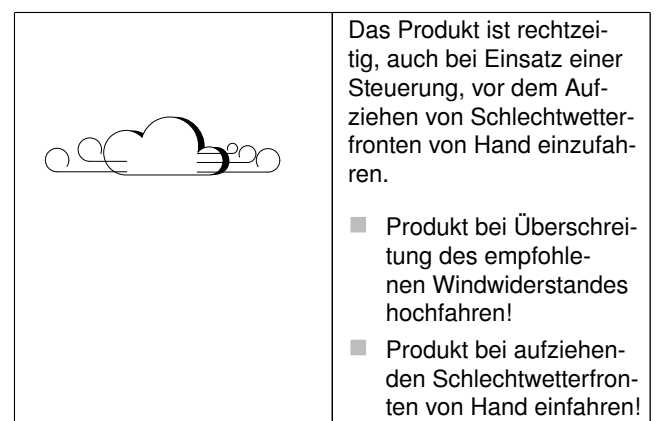 Das Produkt ist rechtzei-
tig, auch bei Einsatz einer
Steuerung, vor dem Auf-
ziehen von Schlechtwetter-
fronten von Hand einzufah-
ren.
Produkt bei Überschrei-
tung des empfohle-
nen Windwiderstandes
hochfahren!
Produkt bei aufziehen-
den Schlechtwetterfron-
ten von Hand einfahren!